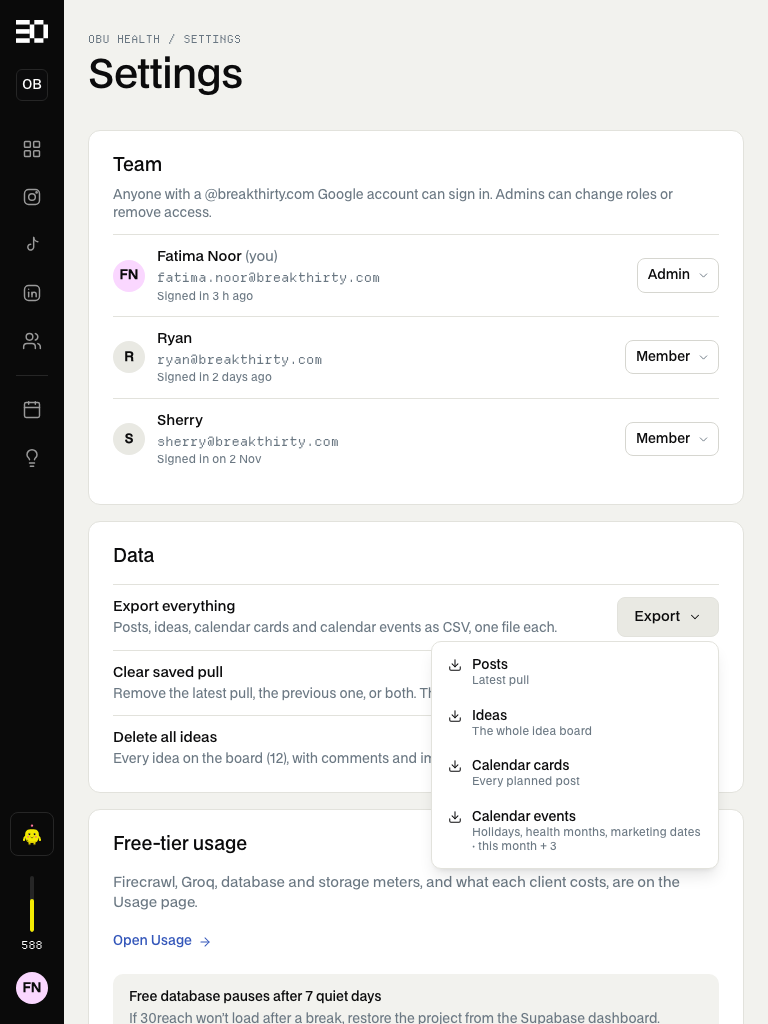 30
OBU HEALTH / SETTINGS
Settings
OB
Team
Anyone with a @breakthirty.com Google account can sign in. Admins can change roles or
remove access.
FN
Fatima Noor (you)
fatima.noor@breakthirty.com
Signed in 3 h ago
Admin
R
Ryan
ryan@breakthirty.com
Signed in 2 days ago
Member
S
Sherry
sherry@breakthirty.com
Signed in on 2 Nov
Member
Data
Export everything
Posts, ideas, calendar cards and calendar events as CSV, one file each.
Export
Clear saved pull
Remove the latest pull, the previous one, or both.
Delete all ideas
Every idea on the board (12), with comments and
Posts
Latest pull
Ideas
The whole idea board
Calendar cards
Every planned post
Calendar events
Holidays, health months, marketing dates
· this month + 3
Free-tier usage
Firecrawl, Groq, database and storage meters, and what each client costs, are on the
Usage page.
Open Usage
Free database pauses after 7 quiet days
If 30reach won't load after a break, restore the project from the Supabase dashboard.
588
FN